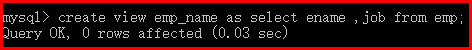 mysql> create view emp_name as select ename ,job from emp;
Query OK, 0 rows affected (0.03 sec)